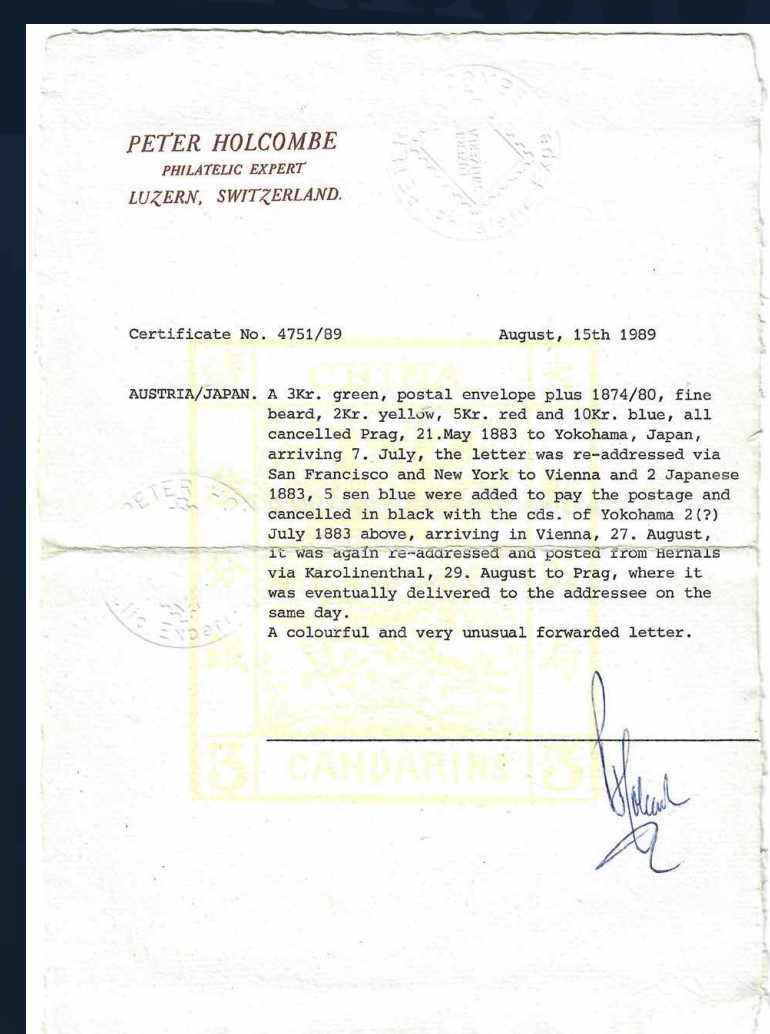 PETER HOLCOMBE
PHILATELIC EXPERT
LUZERN, SWITZERLAND.
PETER
LUZERN
SWITZERLAND
Certificate No. 4751/89 August, 15th 1989
CHINA
AUSTRIA/JAPAN. A 3Kr. green, postal envelope plus 1874/80, fine
beard, 2Kr. yellow, 5Kr. red and 10Kr. blue, all
cancelled Prag, 21.May 1883 to Yokohama, Japan,
arriving 7. July, the letter was re-addressed via
San Francisco and New York to Vienna and 2 Japanese
1883, 5 sen blue were added to pay the postage and
cancelled in black with the cds. of Yokohama 2(?)
July 1883 above, arriving in Vienna, 27. August,
it was again re-addressed and posted from Hernals
via Karolinenthal, 29. August to Prag, where it
was eventually delivered to the addressee on the
same day.
A colourful and very unusual forwarded letter.
PETER
3 CANDARINS 3